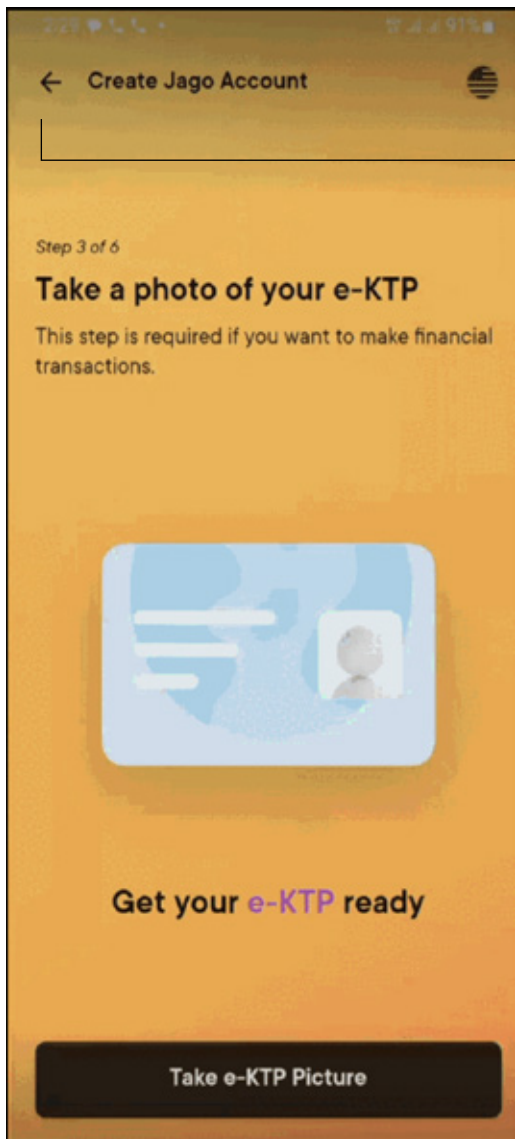 91%
Create Jago Account
Step 3 of 6
Take a photo of your e-KTP
This step is required if you want to make financial
transactions.
Get your e-KTP ready
Take e-KTP Picture